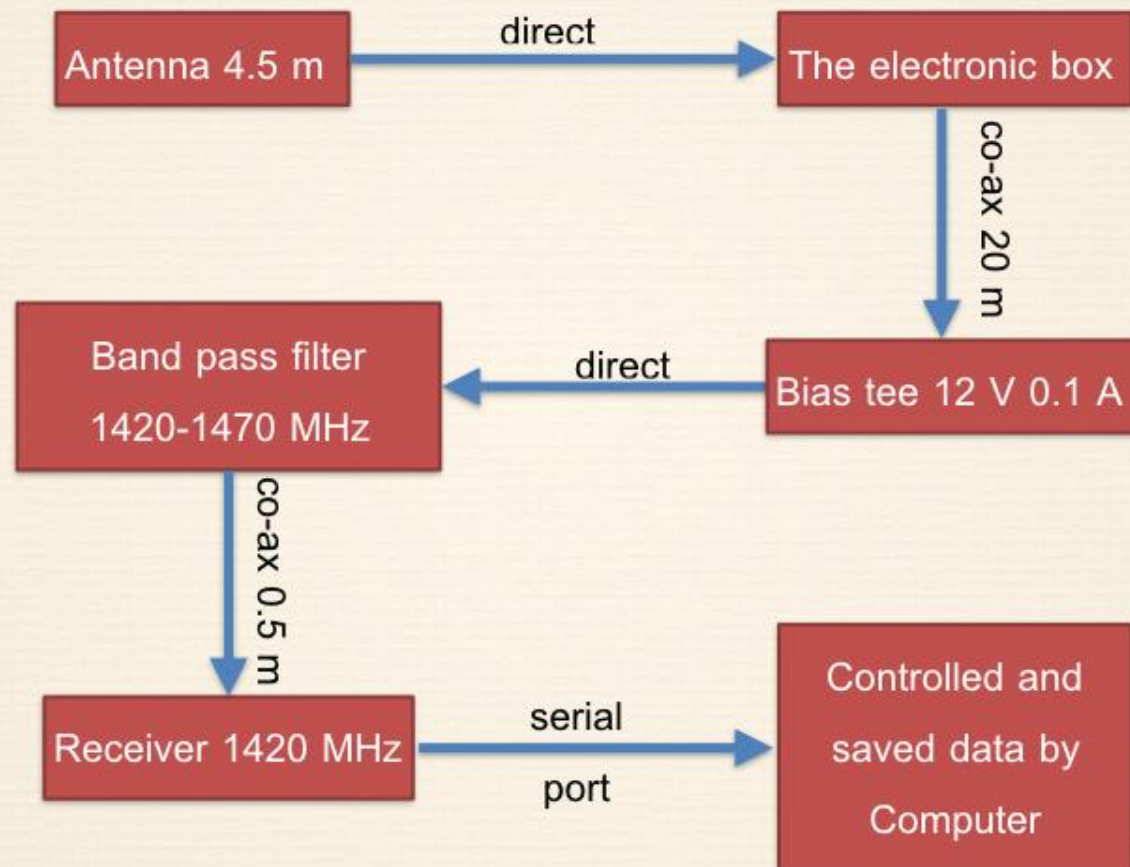 Antenna 4.5 m
direct
The electronic box
co-ax 20 m
Bias tee 12 V 0.1 A
direct
Band pass filter
1420-1470 MHz
co-ax 0.5 m
Receiver 1420 MHz
serial
port
Controlled and
saved data by
Computer